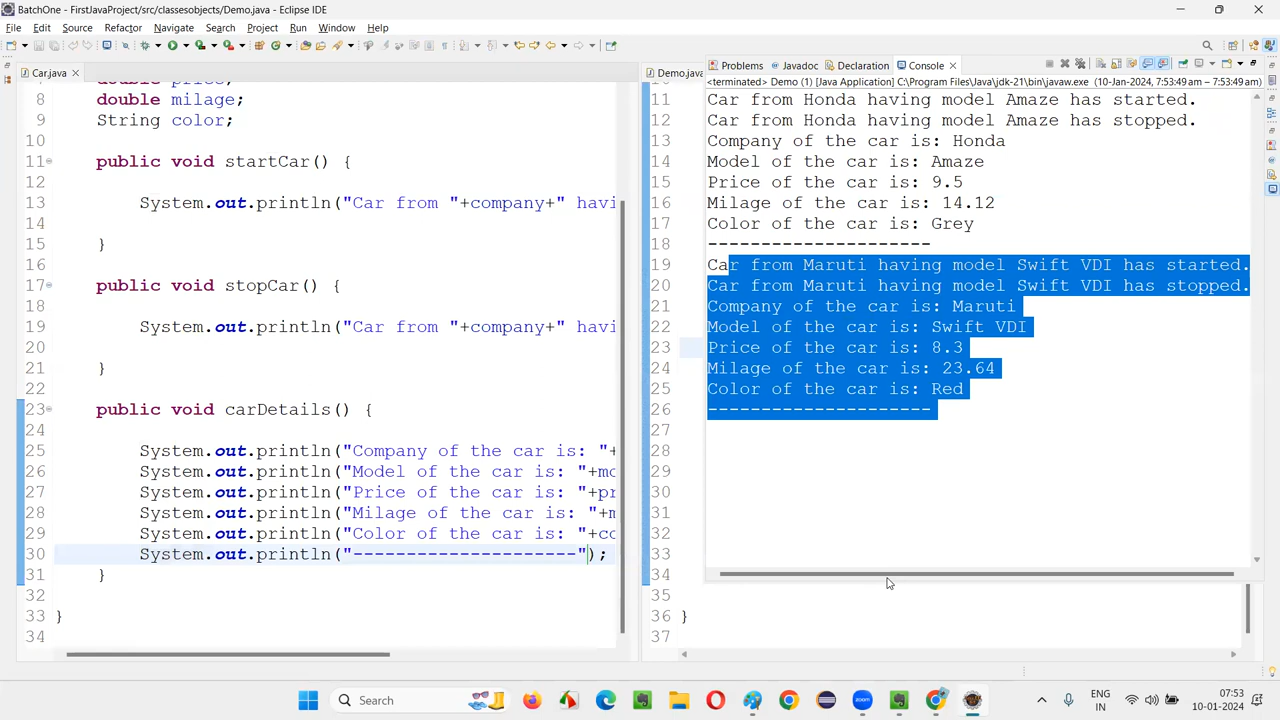 BatchOne - FirstJavaProject/src/classesobjects/Demo.java - Eclipse IDE
File Edit Source Refactor Navigate Search Project Run Window Help
Car.java
Demo.java
Problems Javadoc Declaration Console
<terminated> Demo (1) [Java Application] C:\Program Files\Java\jdk-21\bin\javaw.exe (10-Jan-2024, 7:53:49 am – 7:53:49 am)
8 double milage;
9 String color;
10
11 public void startCar() {
12
13 System.out.println("Car from "+company+" havi
14
15 }
16
17 public void stopCar() {
18
19 System.out.println("Car from "+company+" havi
20
21 }
22
23 public void carDetails() {
24
25 System.out.println("Company of the car is: "+
26 System.out.println("Model of the car is: "+mo
27 System.out.println("Price of the car is: "+pr
28 System.out.println("Milage of the car is: "+m
29 System.out.println("Color of the car is: "+co
30 System.out.println("---------------------");
31 }
32
33 }
34
11 Car from Honda having model Amaze has started.
12 Car from Honda having model Amaze has stopped.
13 Company of the car is: Honda
14 Model of the car is: Amaze
15 Price of the car is: 9.5
16 Milage of the car is: 14.12
17 Color of the car is: Grey
18 ---------------------
19 Car from Maruti having model Swift VDI has started.
20 Car from Maruti having model Swift VDI has stopped.
21 Company of the car is: Maruti
22 Model of the car is: Swift VDI
23 Price of the car is: 8.3
24 Milage of the car is: 23.64
25 Color of the car is: Red
26 ---------------------
27
28
29
30
31
32
33
34
35
36 }
37
Search
zoom
ENG
IN
07:53
10-01-2024